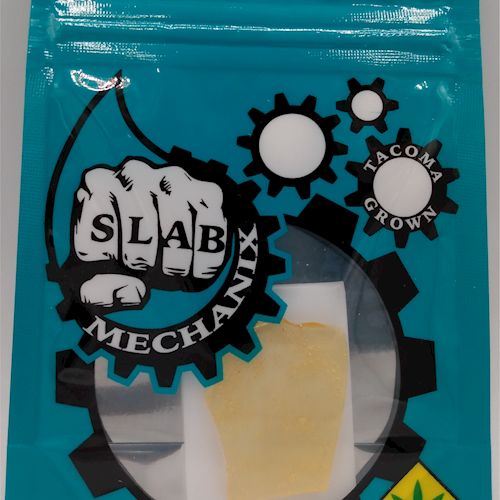 SLAB
MECHANIX
TACOMA
GROWN